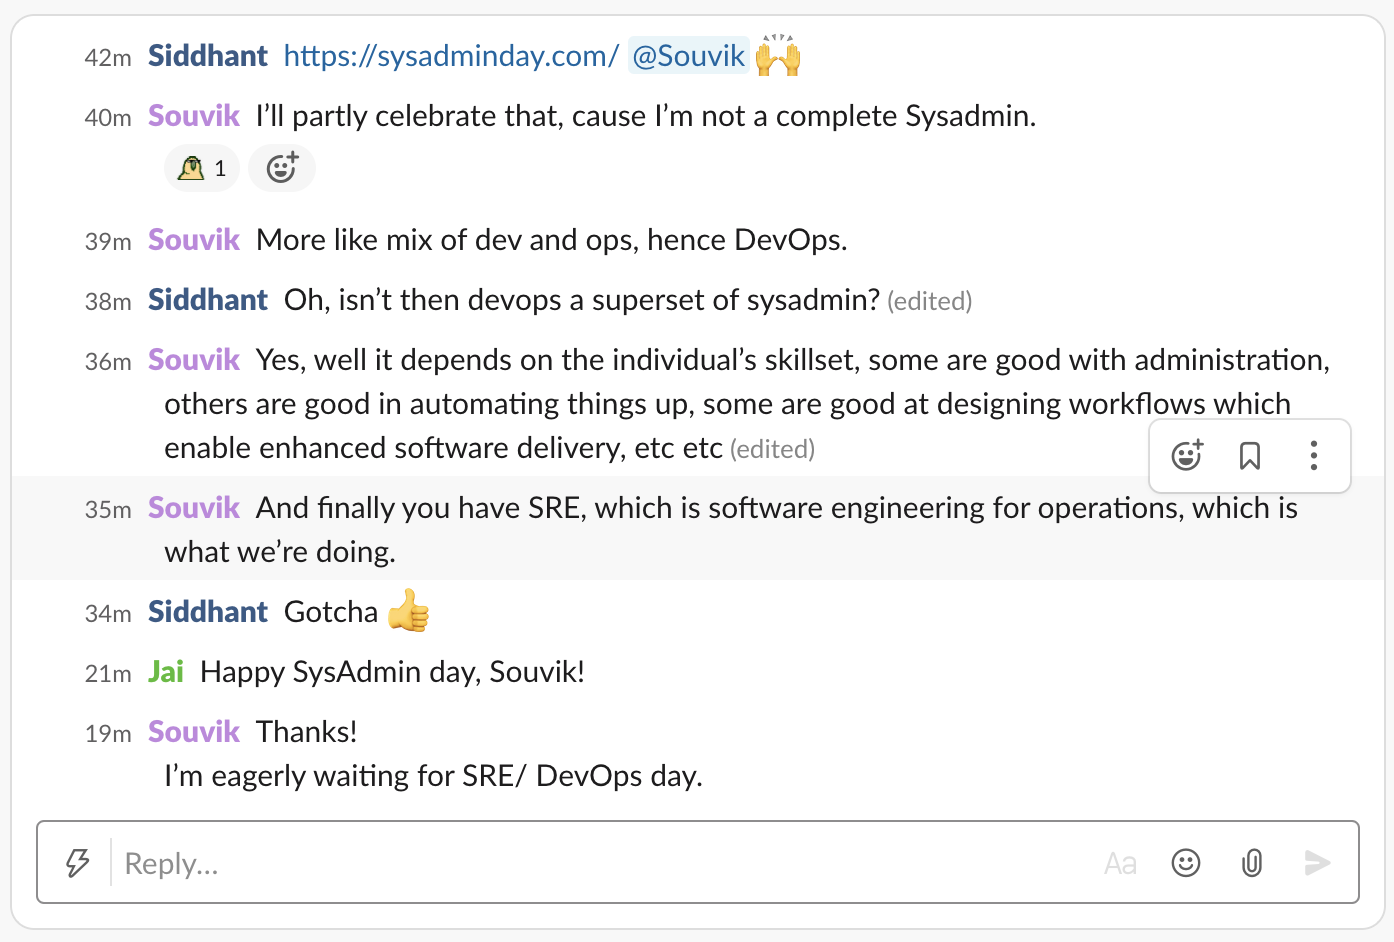 42m Siddhant https://sysadminday.com/ @Souvik 🙌
40m Souvik I’ll partly celebrate that, cause I’m not a complete Sysadmin.
1
39m Souvik More like mix of dev and ops, hence DevOps.
38m Siddhant Oh, isn’t then devops a superset of sysadmin? (edited)
36m Souvik Yes, well it depends on the individual’s skillset, some are good with administration,
others are good in automating things up, some are good at designing workflows which
enable enhanced software delivery, etc etc (edited)
35m Souvik And finally you have SRE, which is software engineering for operations, which is
what we’re doing.
34m Siddhant Gotcha 👍
21m Jai Happy SysAdmin day, Souvik!
19m Souvik Thanks!
I’m eagerly waiting for SRE/ DevOps day.
Reply...
Aa